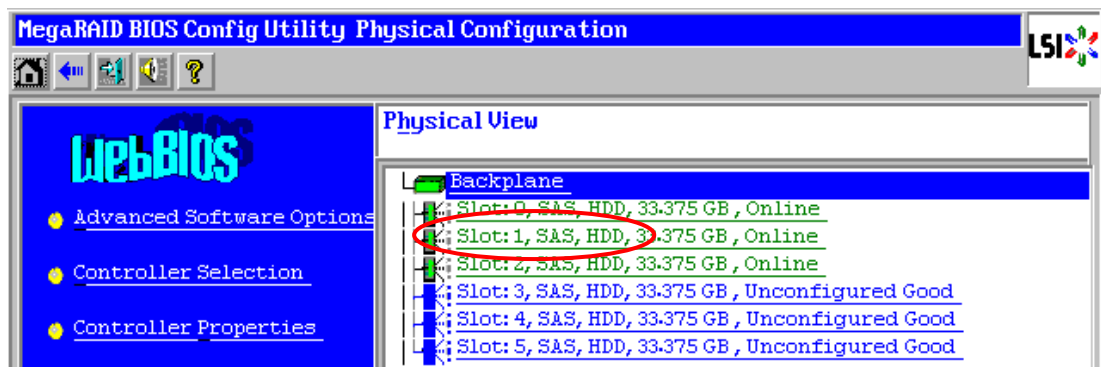 MegaRAID BIOS Config Utility Physical Configuration
LSI
?
WebBIOS
Advanced Software Options
Controller Selection
Controller Properties
Physical View
Backplane
Slot: 0, SAS, HDD, 33.375 GB , Online
Slot: 1, SAS, HDD, 33.375 GB , Online
Slot: 2, SAS, HDD, 33.375 GB , Online
Slot: 3, SAS, HDD, 33.375 GB , Unconfigured Good
Slot: 4, SAS, HDD, 33.375 GB , Unconfigured Good
Slot: 5, SAS, HDD, 33.375 GB , Unconfigured Good